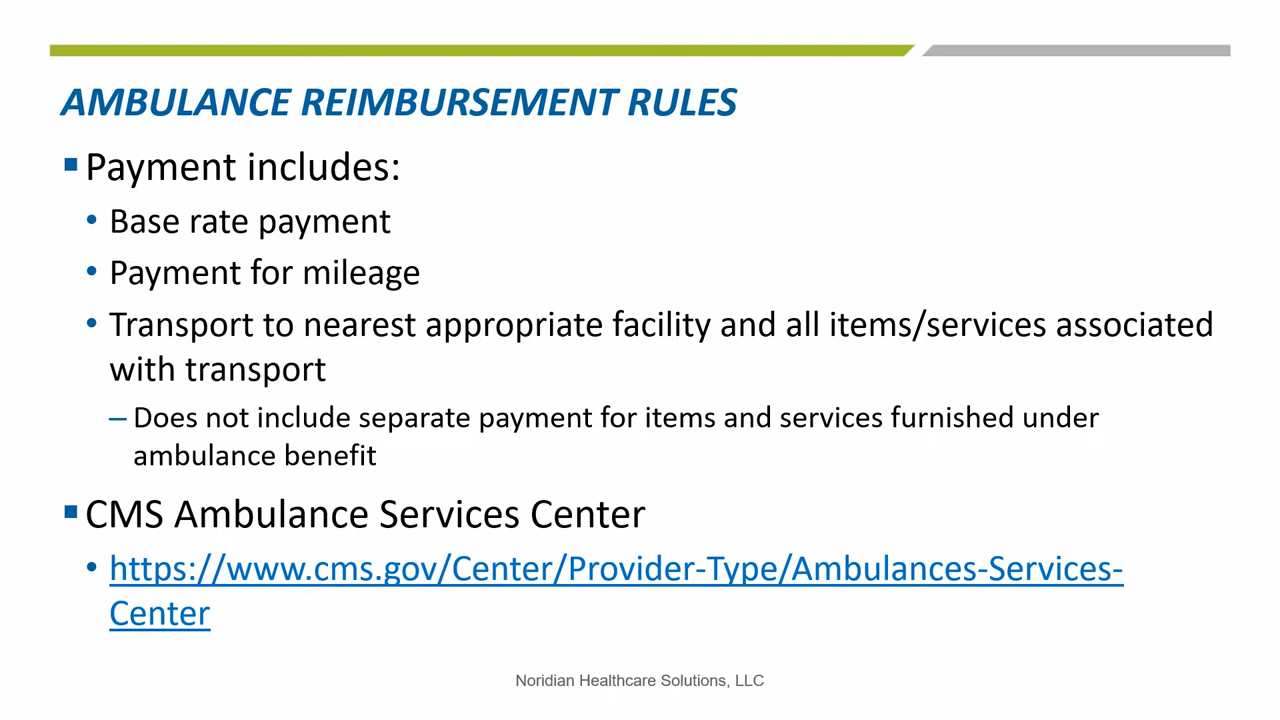 AMBULANCE REIMBURSEMENT RULES
Payment includes:
Base rate payment
Payment for mileage
Transport to nearest appropriate facility and all items/services associated
with transport
Does not include separate payment for items and services furnished under
ambulance benefit
CMS Ambulance Services Center
https://www.cms.gov/Center/Provider-Type/Ambulances-Services-
Center
Noridian Healthcare Solutions, LLC